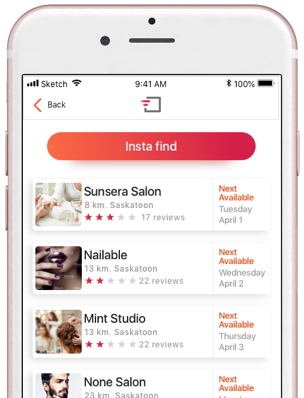 Sketch 9:41 AM 100%
Back
Insta find
Sunsera Salon
8 km. Saskatoon
17 reviews
Next
Available
Tuesday
April 1
Nailable
13 km. Saskatoon
22 reviews
Next
Available
Wednesday
April 2
Mint Studio
13 km. Saskatoon
22 reviews
Next
Available
Thursday
April 3
None Salon
23 km. Saskatoon
Next
Available